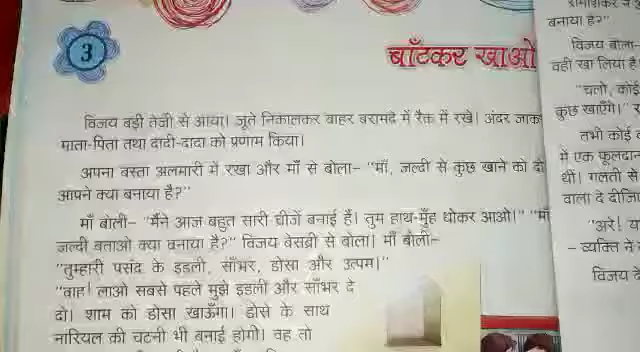 3
बाँटकर खाओ
विजय बड़ी तेजी से आया। जूते निकालकर बाहर बरामदे में रैक में रखे। अंदर जाक
माता-पिता तथा दादी-दादा को प्रणाम किया।
अपना बस्ता अलमारी में रखा और माँ से बोला– "माँ, जल्दी से कुछ खाने को दो
आपने क्या बनाया है?"
माँ बोली– "मैंने आज बहुत सारी चीजें बनाई हैं। तुम हाथ-मुँह धोकर आओ।" "माँ
जल्दी बताओ क्या बनाया है?" विजय बेसब्री से बोला। माँ बोली–
"तुम्हारी पसंद के इडली, साँभर, डोसा और उत्पम।"
"वाह! लाओ सबसे पहले मुझे इडली और साँभर दे
दो। शाम को डोसा खाऊँगा। डोसे के साथ
नारियल की चटनी भी बनाई होगी। वह तो
बनाया है?"
विजय बोला–
वहीं रखा लिया है
"चलो, कोई
कुछ खाएँगे।"
तभी कोई
में एक फूलदान
थी। गलती से
वाला दे दीजि
"अरे! य
– व्यक्ति ने
विजय दे